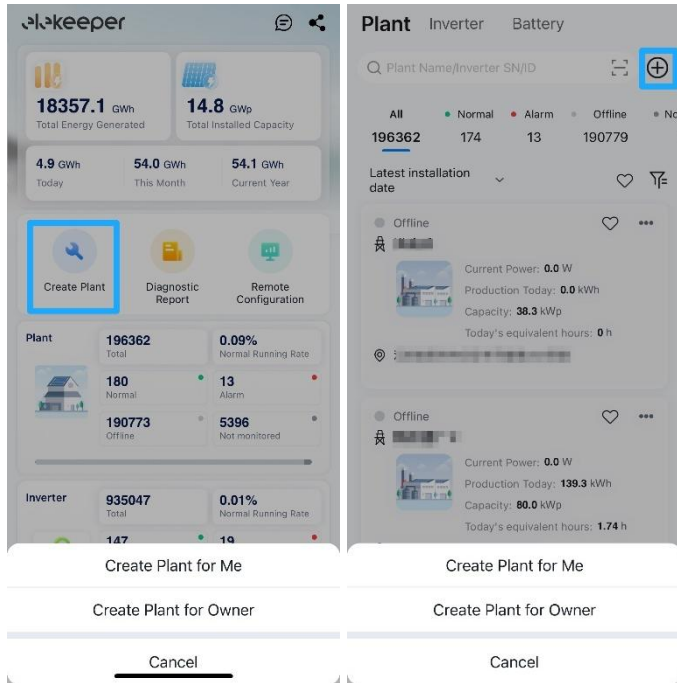 elekeeper
18357.1 GWh
Total Energy Generated
14.8 GWp
Total Installed Capacity
4.9 GWh
Today
54.0 GWh
This Month
54.1 GWh
Current Year
Create Plant
Diagnostic
Report
Remote
Configuration
Plant
196362
Total
0.09%
Normal Running Rate
180
Normal
13
Alarm
190773
Offline
5396
Not monitored
Inverter
935047
Total
0.01%
Normal Running Rate
147
19
Create Plant for Me
Create Plant for Owner
Cancel
Plant Inverter Battery
Plant Name/Inverter SN/ID
All Normal Alarm Offline
196362 174 13 190779
Latest installation
date
Offline
Current Power: 0.0 W
Production Today: 0.0 kWh
Capacity: 38.3 kWp
Today's equivalent hours: 0 h
Offline
Current Power: 0.0 W
Production Today: 139.3 kWh
Capacity: 80.0 kWp
Today's equivalent hours: 1.74 h
Create Plant for Me
Create Plant for Owner
Cancel